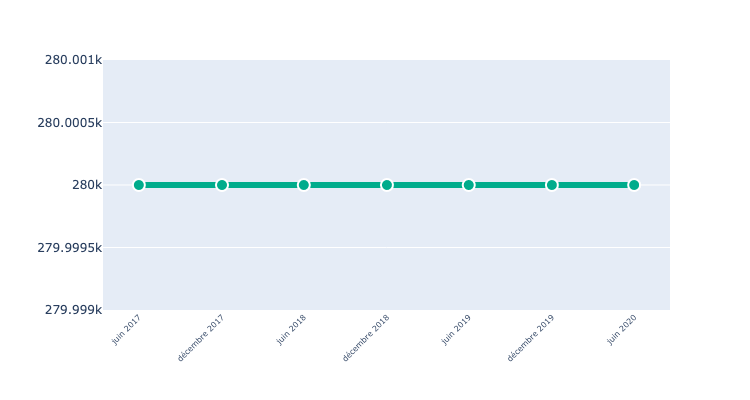 280.001k
280.0005k
280k
279.9995k
279.999k
juin 2017
décembre 2017
juin 2018
décembre 2018
juin 2019
décembre 2019
juin 2020